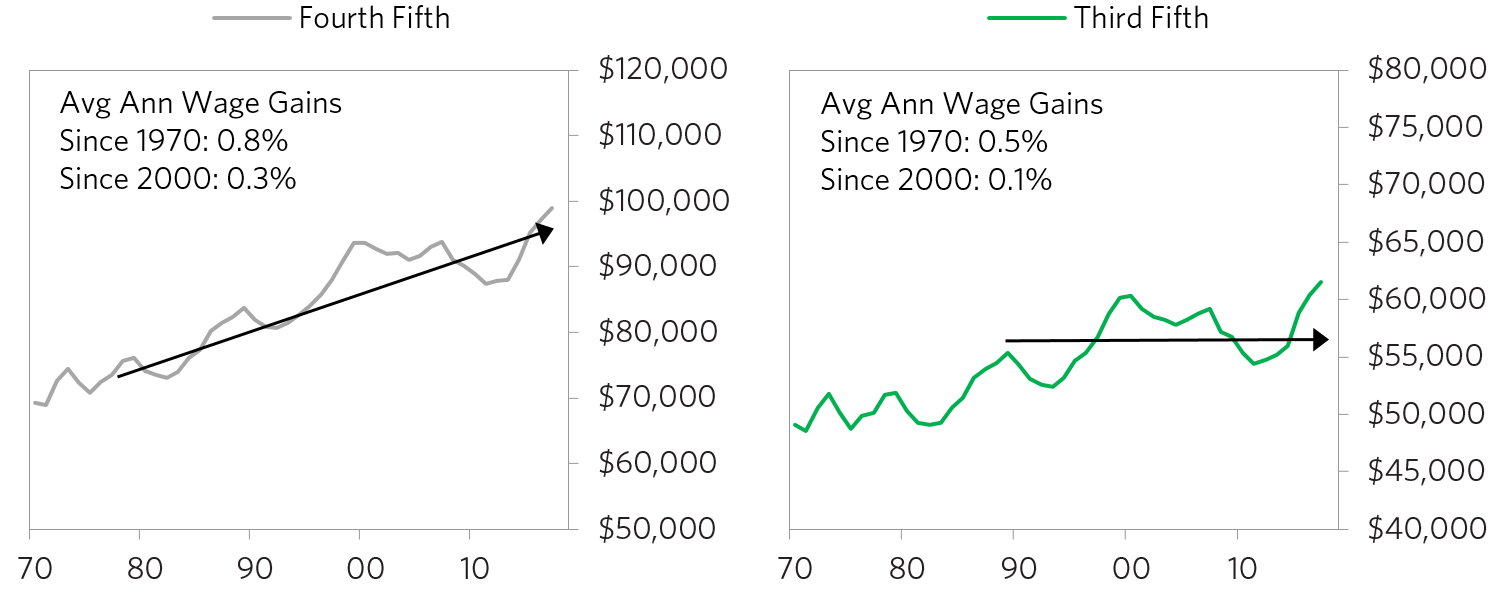 Fourth Fifth
Avg Ann Wage Gains
Since 1970: 0.8%
Since 2000: 0.3%
$120,000
$110,000
$100,000
$90,000
$80,000
$70,000
$60,000
$50,000
70 80 90 00 10
Third Fifth
Avg Ann Wage Gains
Since 1970: 0.5%
Since 2000: 0.1%
$80,000
$75,000
$70,000
$65,000
$60,000
$55,000
$50,000
$45,000
$40,000
70 80 90 00 10